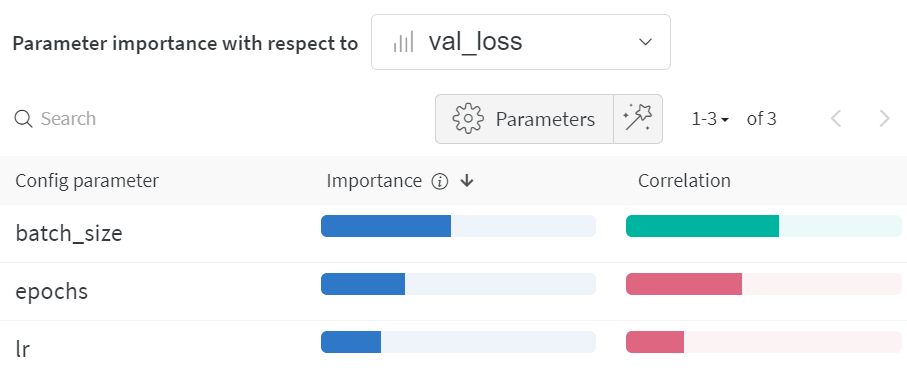 Parameter importance with respect to val_loss
Search Parameters 1-3 of 3
Config parameter Importance Correlation
batch_size
epochs
lr